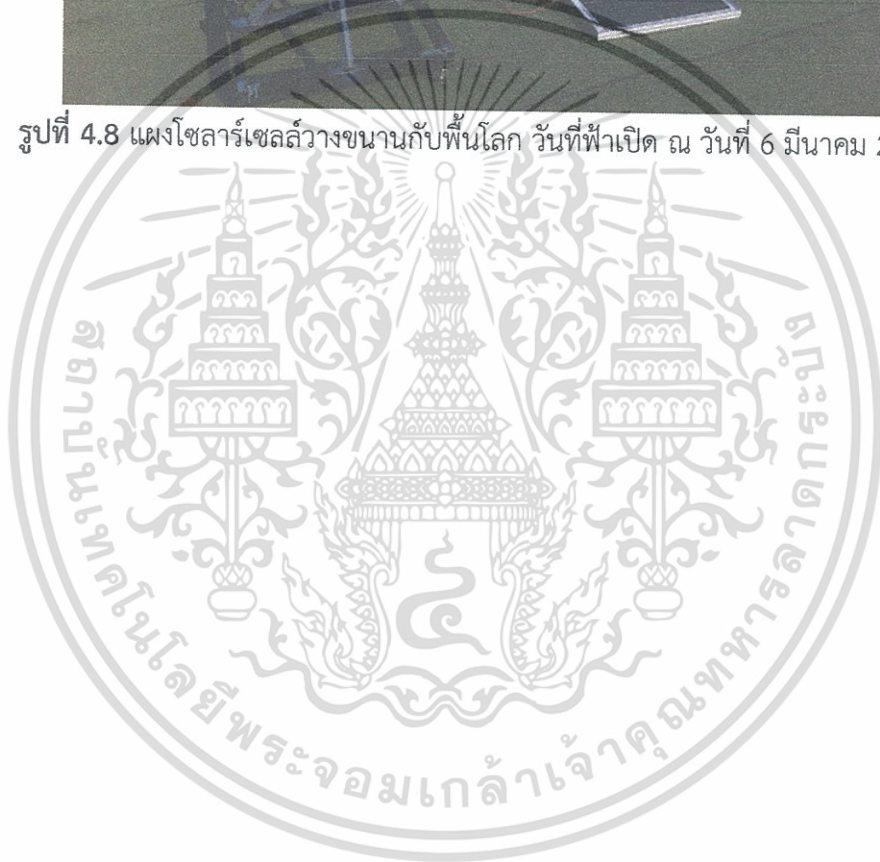 รูปที่ 4.8 แผงโซลาร์เซลล์วางขนานกับพื้นโลก วันที่ฟ้าเปิด ณ วันที่ 6 มีนาคม
สถาบันเทคโนโลยีพระจอมเกล้าเจ้าคุณทหารลาดกระบัง
๔